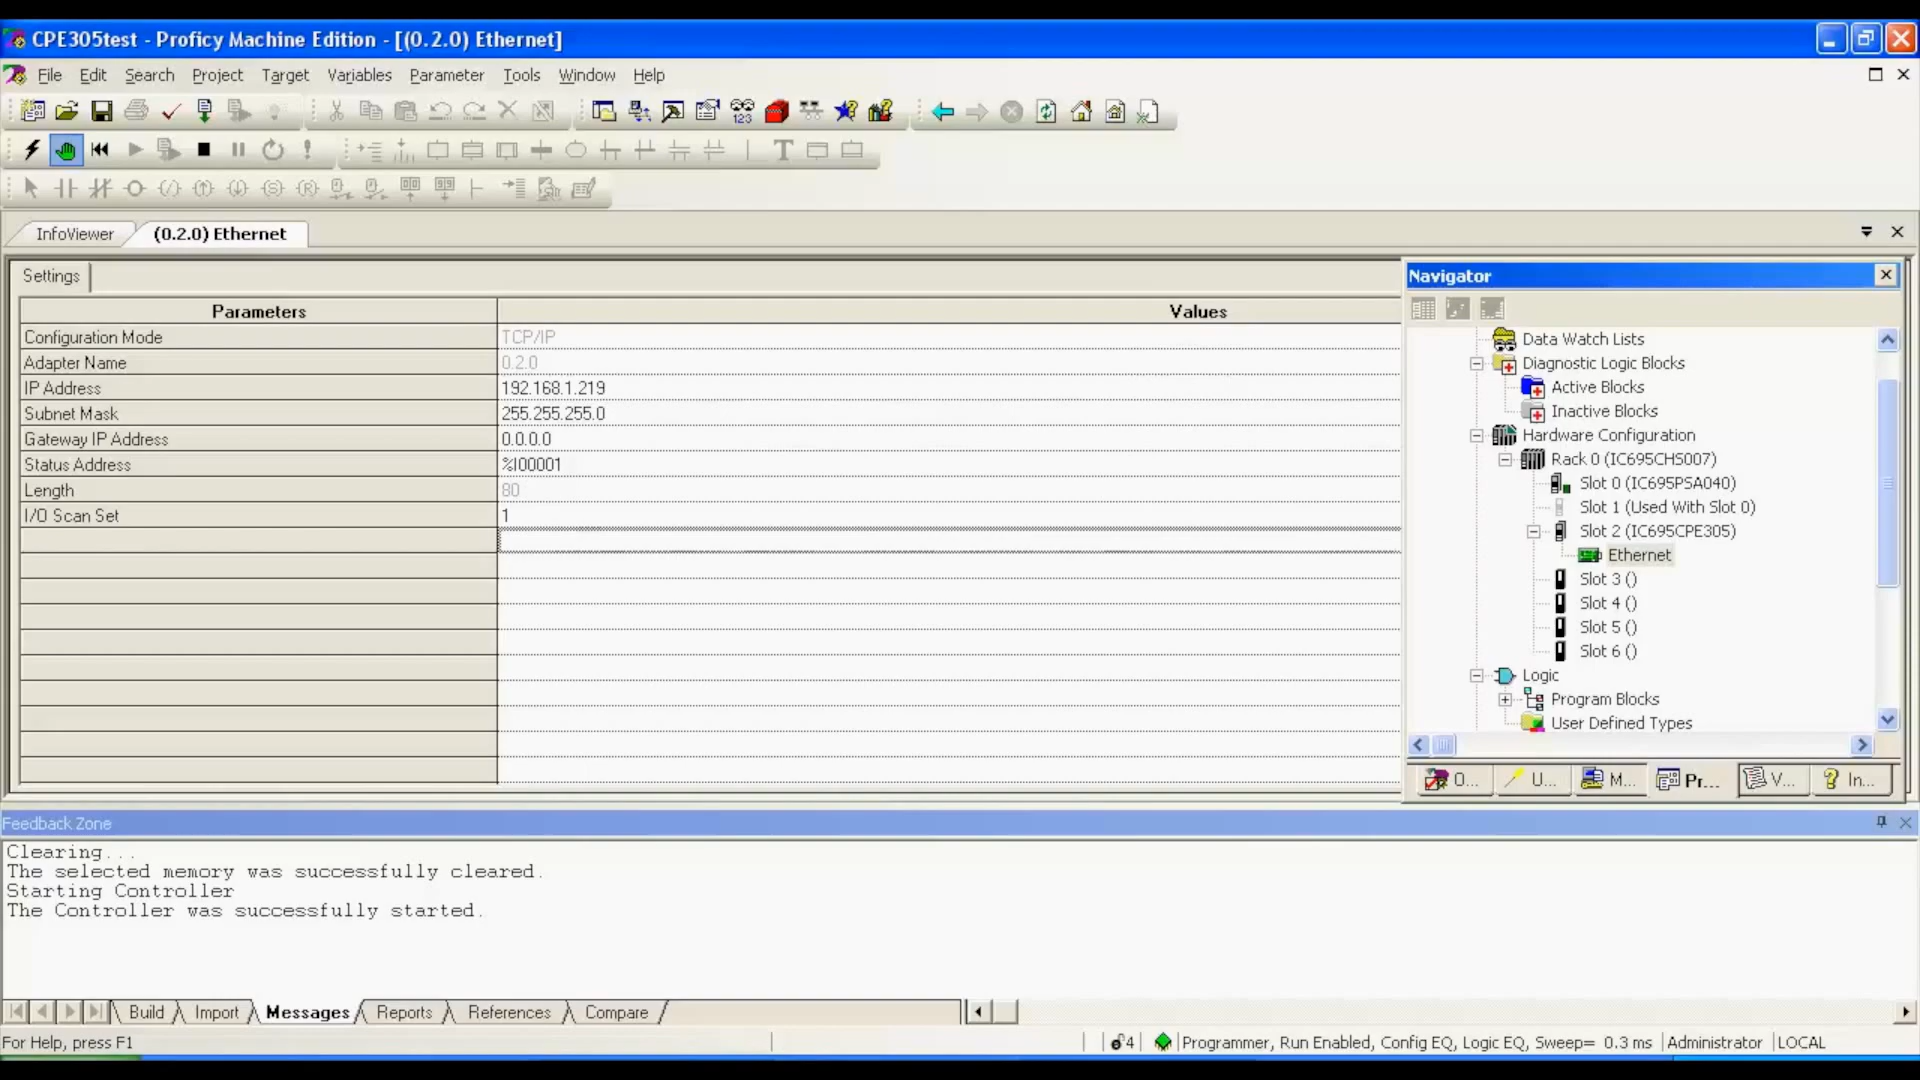 CPE305test - Proficy Machine Edition - [(0.2.0) Ethernet]
File Edit Search Project Target Variables Parameter Tools Window Help
InfoViewer (0.2.0) Ethernet
Settings
Parameters Values
Configuration Mode TCP/IP
Adapter Name 0.2.0
IP Address 192.168.1.219
Subnet Mask 255.255.255.0
Gateway IP Address 0.0.0.0
Status Address %I00001
Length 80
I/O Scan Set 1
Navigator
Data Watch Lists
Diagnostic Logic Blocks
Active Blocks
Inactive Blocks
Hardware Configuration
Rack 0 (IC695CHS007)
Slot 0 (IC695PSA040)
Slot 1 (Used With Slot 0)
Slot 2 (IC695CPE305)
Ethernet
Slot 3 ()
Slot 4 ()
Slot 5 ()
Slot 6 ()
Logic
Program Blocks
User Defined Types
O... U... M... Pr... V... In...
Feedback Zone
Clearing...
The selected memory was successfully cleared.
Starting Controller
The Controller was successfully started.
Build Import Messages Reports References Compare
For Help, press F1 4 Programmer, Run Enabled, Config EQ, Logic EQ, Sweep= 0.3 ms Administrator LOCAL